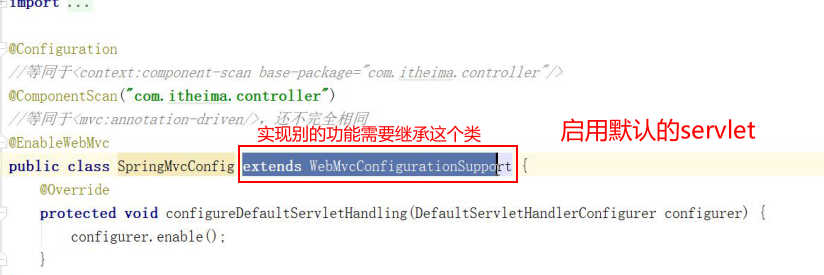 import ...
@Configuration
//等同于<context:component-scan base-package="com.itheima.controller"/>
@ComponentScan("com.itheima.controller")
//等同于<mvc:annotation-driven/>，还不完全相同
实现别的功能需要继承这个类
启用默认的servlet
@EnableWebMvc
public class SpringMvcConfig extends WebMvcConfigurationSupport {
@Override
protected void configureDefaultServletHandling(DefaultServletHandlerConfigurer configurer) {
configurer.enable();
}